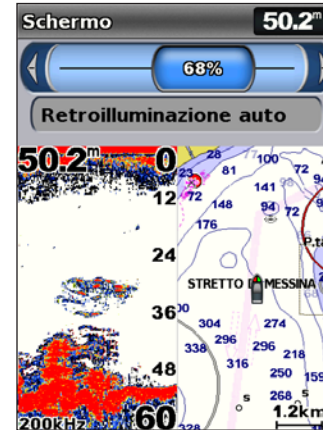 Schermo 50.2m
68%
Retroilluminazione auto
50.2m 0
12
24
36
48
60
200kHz
28 100 72
23 81 141
72 148 94 72
176
P.ta
STRETTO DI MESSINA
304 274
296
338 296 218
316
250 159
268
s s
328
1.2km